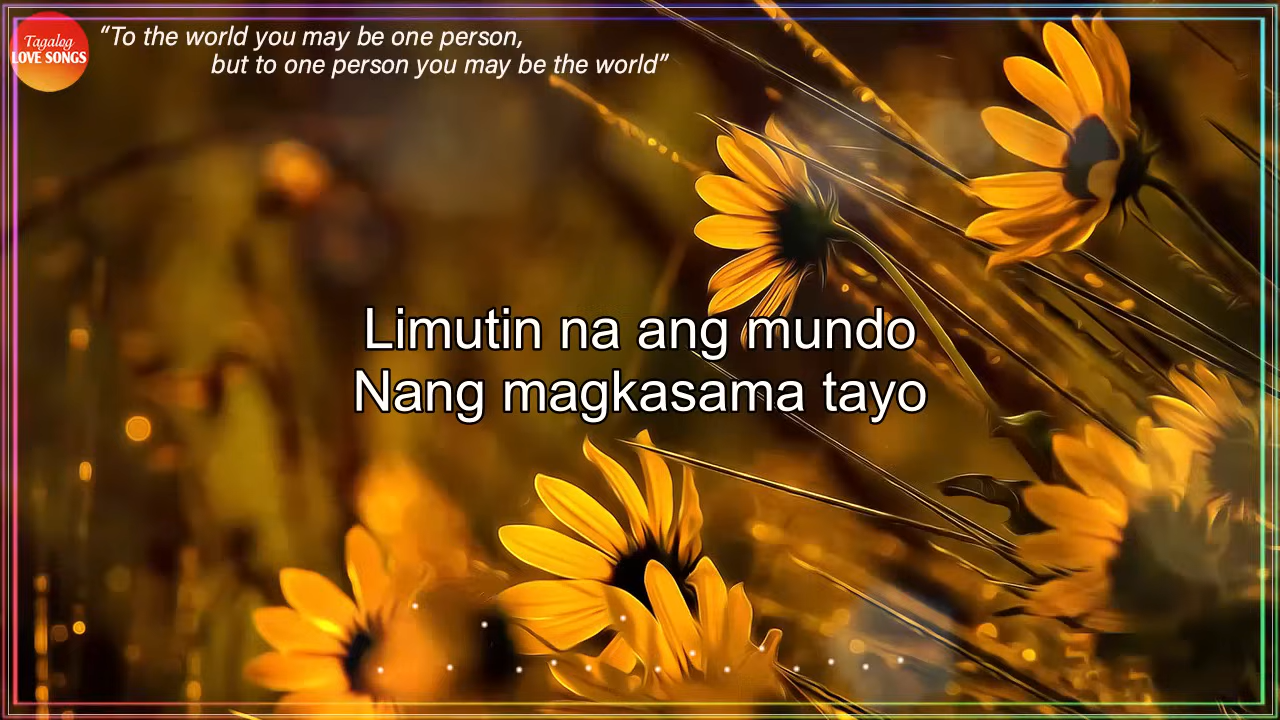 Tagalog
LOVE SONGS
“To the world you may be one person,
but to one person you may be the world”
Limutin na ang mundo
Nang magkasama tayo